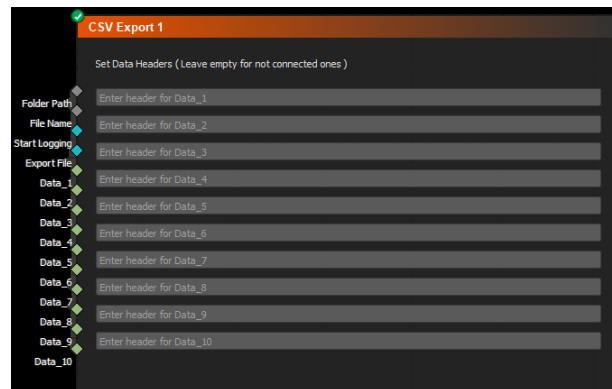 CSV Export 1
Set Data Headers ( Leave empty for not connected ones )
Folder Path
File Name
Start Logging
Export File
Data_1
Data_2
Data_3
Data_4
Data_5
Data_6
Data_7
Data_8
Data_9
Data_10
Enter header for Data_1
Enter header for Data_2
Enter header for Data_3
Enter header for Data_4
Enter header for Data_5
Enter header for Data_6
Enter header for Data_7
Enter header for Data_8
Enter header for Data_9
Enter header for Data_10